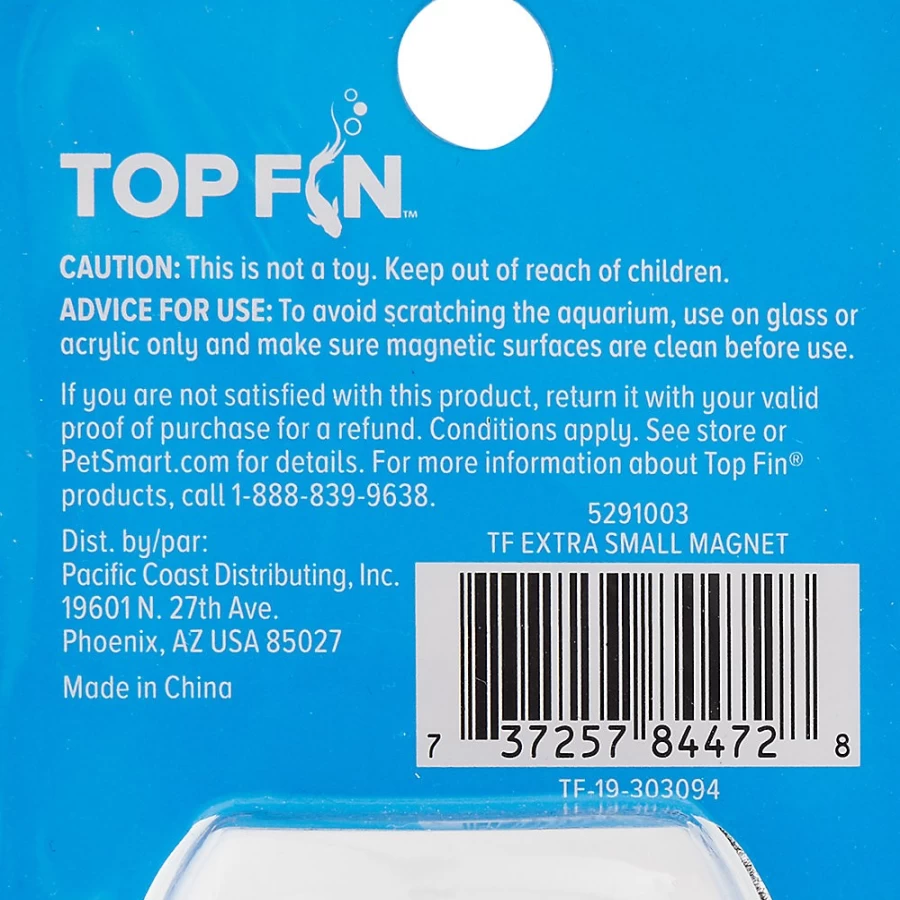 TOP FIN™
CAUTION: This is not a toy. Keep out of reach of children.
ADVICE FOR USE: To avoid scratching the aquarium, use on glass or
acrylic only and make sure magnetic surfaces are clean before use.
If you are not satisfied with this product, return it with your valid
proof of purchase for a refund. Conditions apply. See store or
PetSmart.com for details. For more information about Top Fin®
products, call 1-888-839-9638.
Dist. by/par:
Pacific Coast Distributing, Inc.
19601 N. 27th Ave.
Phoenix, AZ USA 85027
Made in China
5291003
TF EXTRA SMALL MAGNET
7 37257 84472 8
TF-19-303094